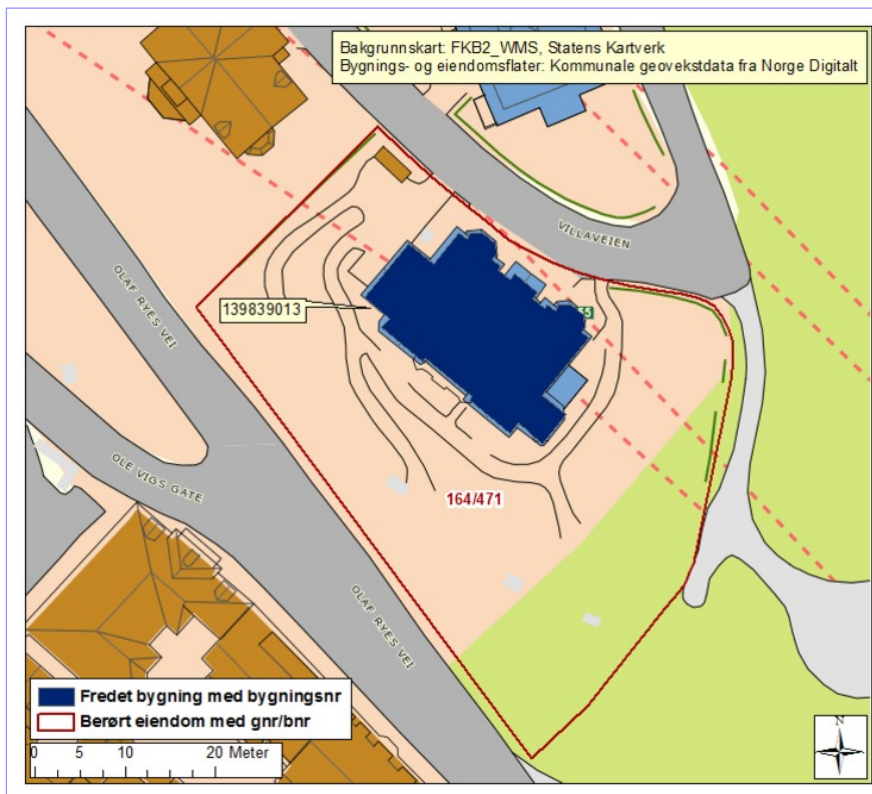 Bakgrunnskart: FKB2_WMS, Statens Kartverk
Bygnings- og eiendomsflater: Kommunale geovekstdata fra Norge Digitalt
VILLAVEIEN
OLAF RYES VEI
139839013
OLE VIGS GATE
164/471
OLAF RYES VEI
Fredet bygning med bygningsnr
Berørt eiendom med gnr/bnr
0 5 10 20 Meter
N